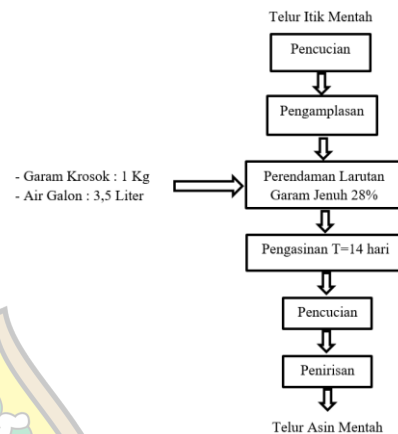 Telur Itik Mentah
Pencucian
Pengamplasan
- Garam Krosok : 1 Kg
- Air Galon : 3,5 Liter
Perendaman Larutan
Garam Jenuh 28%
Pengasinan T=14 hari
Pencucian
Penirisan
Telur Asin Mentah